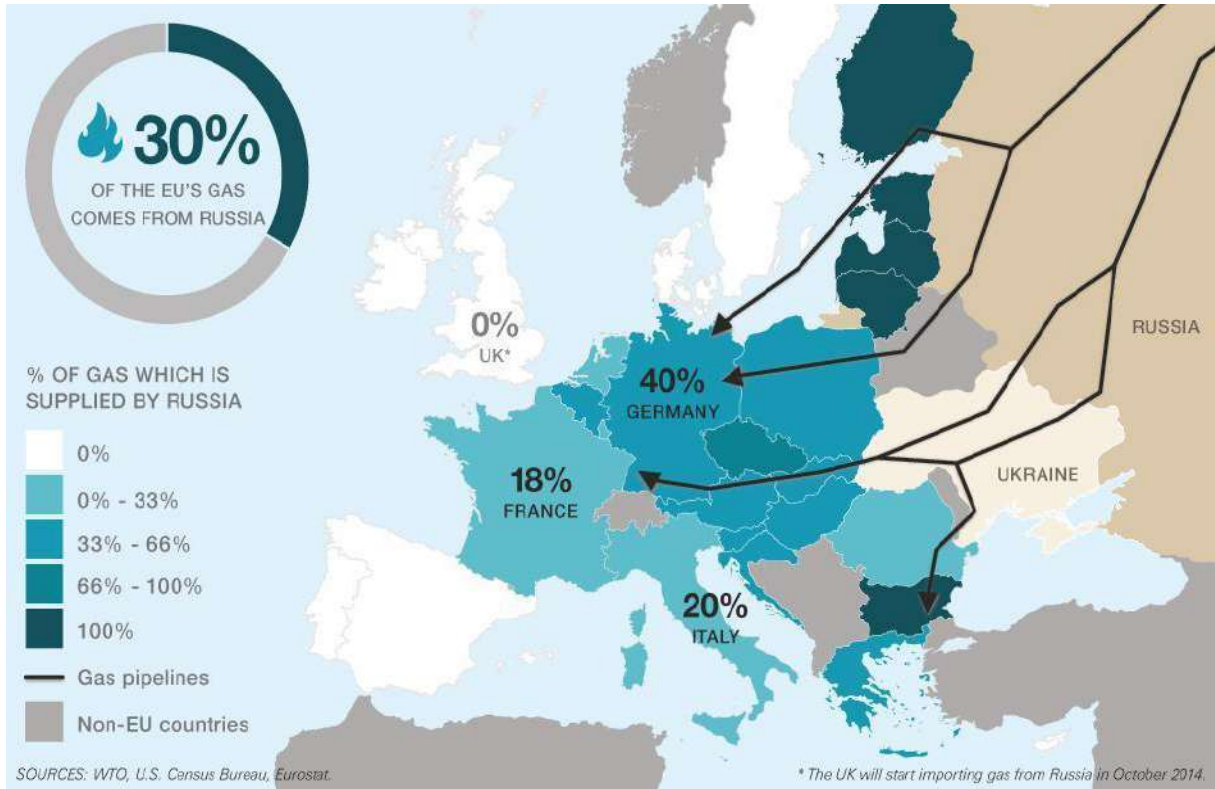 30%
OF THE EU'S GAS
COMES FROM RUSSIA
% OF GAS WHICH IS
SUPPLIED BY RUSSIA
0%
0% - 33%
33% - 66%
66% - 100%
100%
Gas pipelines
Non-EU countries
0%
UK*
40%
GERMANY
18%
FRANCE
20%
ITALY
RUSSIA
UKRAINE
SOURCES: WTO, U.S. Census Bureau, Eurostat.
* The UK will start importing gas from Russia in October 2014.